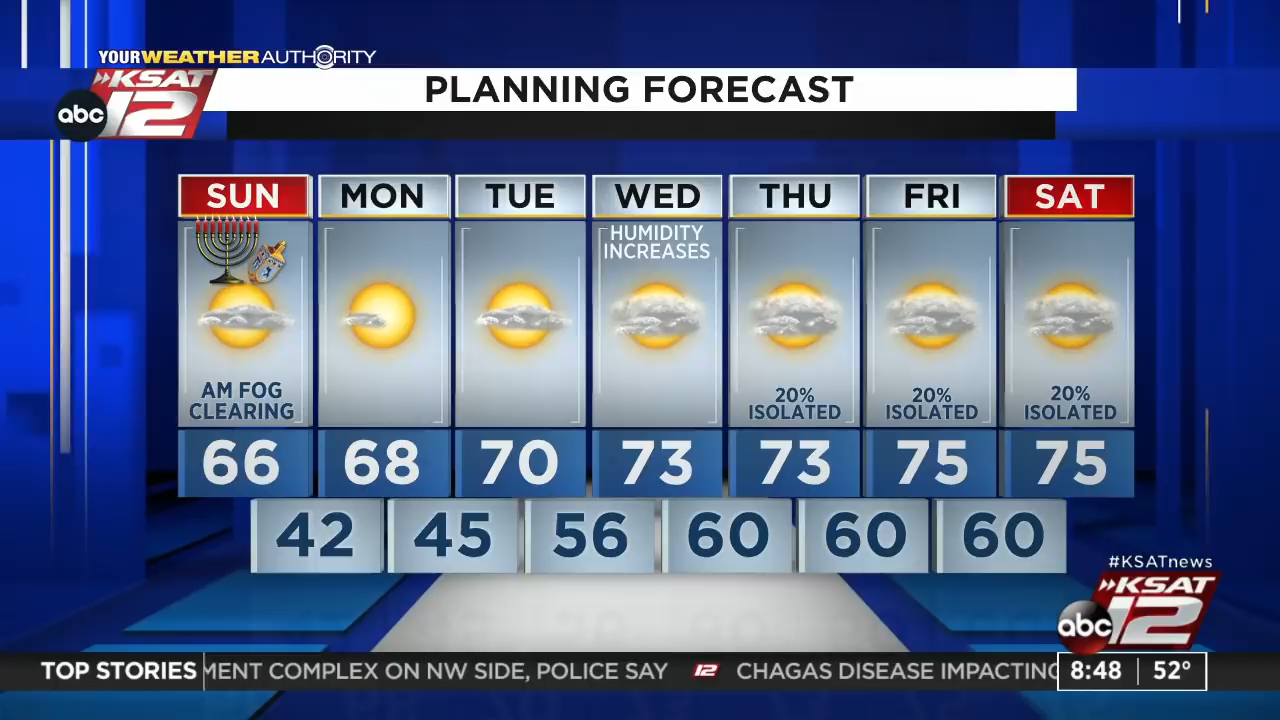 YOURWEATHERAUTHORITY
KSAT
abc 12
PLANNING FORECAST
SUN MON TUE WED THU FRI SAT
HUMIDITY
INCREASES
AM FOG
CLEARING
20%
ISOLATED
20%
ISOLATED
20%
ISOLATED
66 68 70 73 73 75 75
42 45 56 60 60 60
#KSATnews
KSAT
abc 12
TOP STORIES MENT COMPLEX ON NW SIDE, POLICE SAY 12 CHAGAS DISEASE IMPACTING 8:48 52°